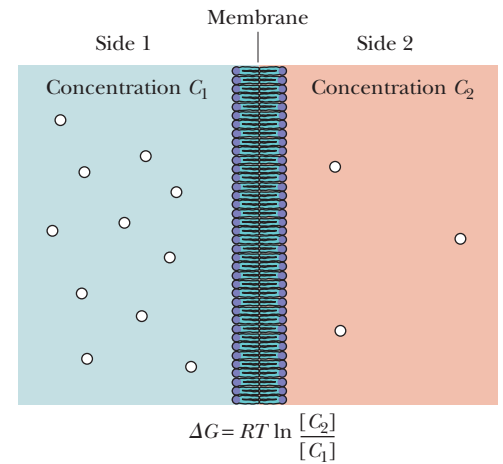 Membrane
Side 1 Side 2
Concentration C₁ Concentration C₂
ΔG = RT ln [C₂]/[C₁]